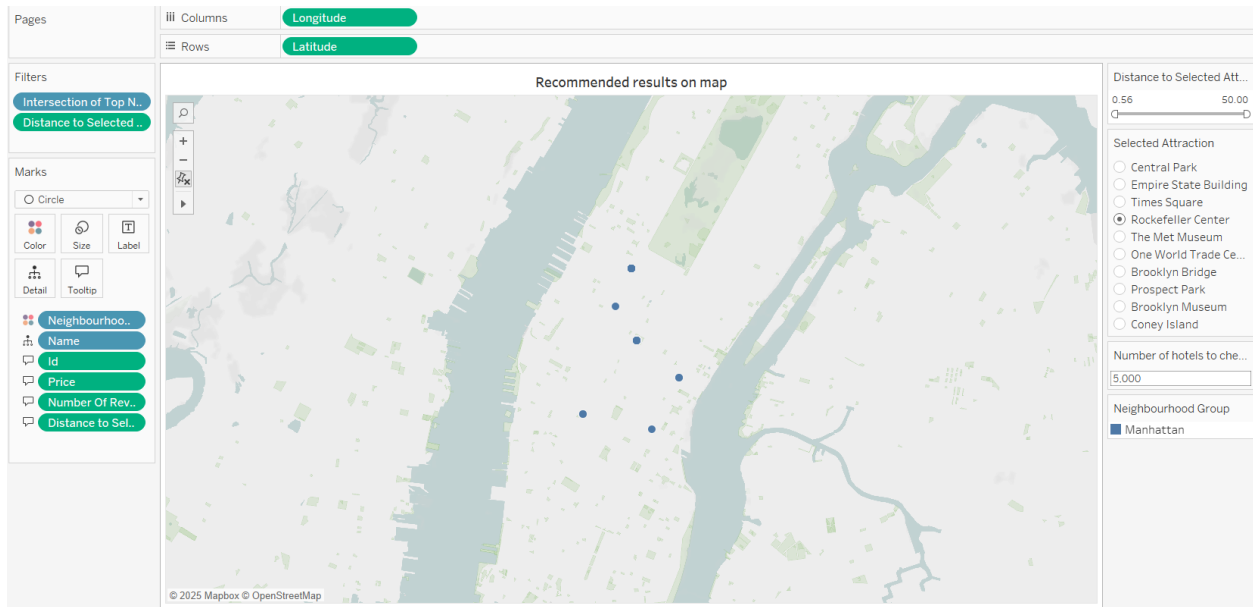 Pages
Columns
Longitude
Rows
Latitude
Filters
Intersection of Top N..
Distance to Selected ..
Marks
Circle
Color
Size
Label
Detail
Tooltip
Neighbourhoo..
Name
Id
Price
Number Of Rev..
Distance to Sel..
Recommended results on map
© 2025 Mapbox © OpenStreetMap
Distance to Selected Att...
0.56 50.00
Selected Attraction
Central Park
Empire State Building
Times Square
Rockefeller Center
The Met Museum
One World Trade Ce...
Brooklyn Bridge
Prospect Park
Brooklyn Museum
Coney Island
Number of hotels to che...
5.000
Neighbourhood Group
Manhattan